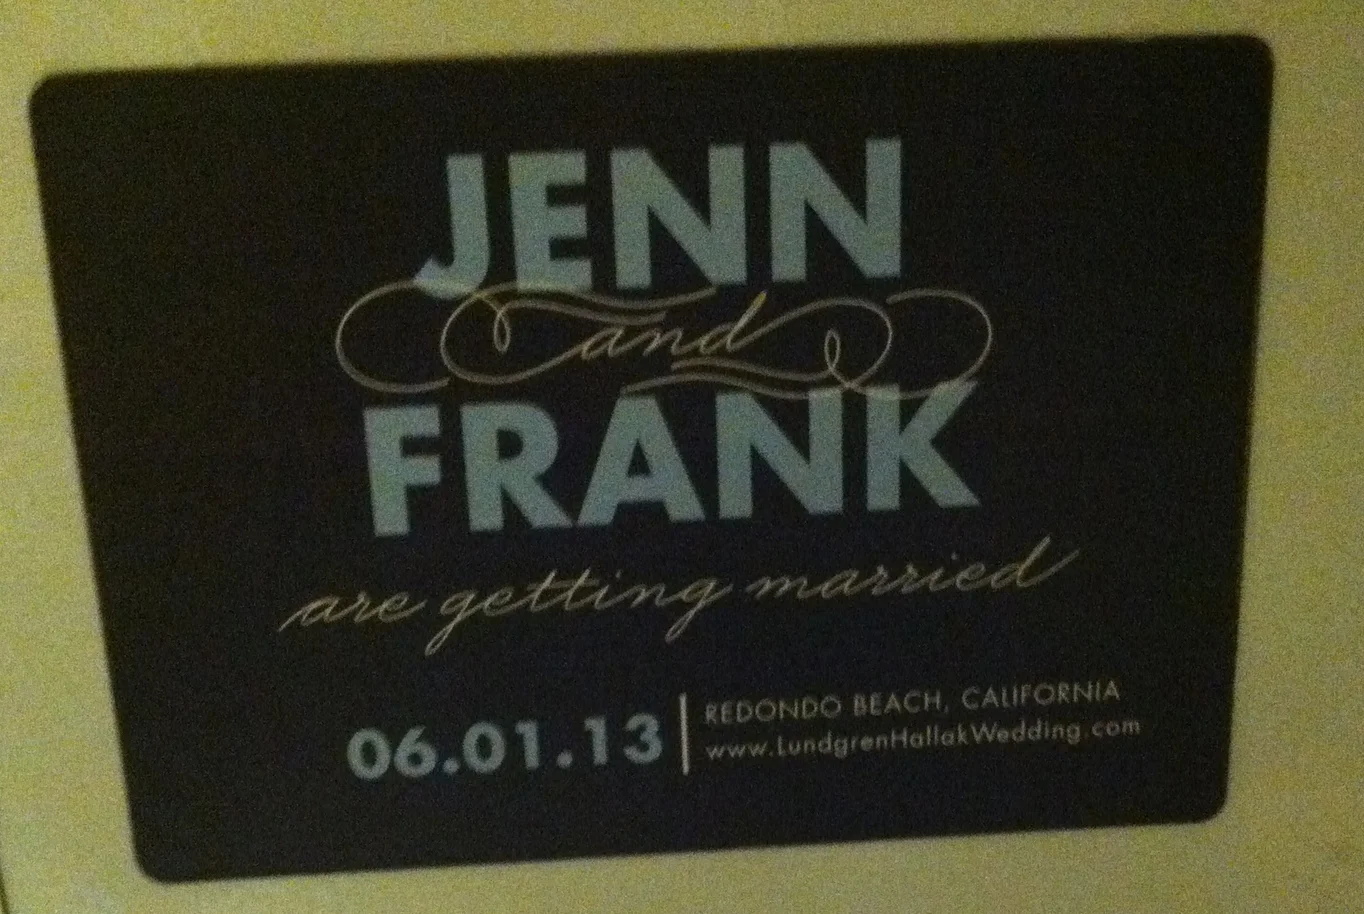 JENN
and
FRANK
are getting married
06.01.13
REDONDO BEACH, CALIFORNIA
www.LundgrenHallakWedding.com